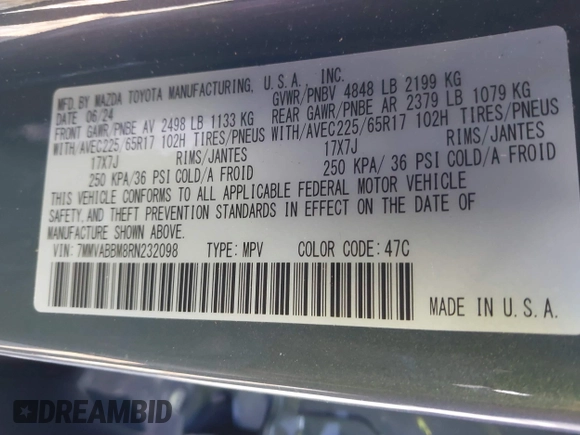 MFD. BY MAZDA TOYOTA MANUFACTURING, U.S.A., INC.
DATE 06/24 GVWR/PNBV 4848 LB 2199 KG
FRONT GAWR/PNBE AV 2498 LB 1133 KG REAR GAWR/PNBE AR 2379 LB 1079 KG
WITH/AVEC225/65R17 102H TIRES/PNEUS WITH/AVEC225/65R17 102H TIRES/PNEUS
17X7J RIMS/JANTES 17X7J RIMS/JANTES
250 KPA/36 PSI COLD/A FROID 250 KPA/36 PSI COLD/A FROID
THIS VEHICLE CONFORMS TO ALL APPLICABLE FEDERAL MOTOR VEHICLE
SAFETY, AND THEFT PREVENTION STANDARDS IN EFFECT ON THE DATE OF
MANUFACTURE SHOWN ABOVE.
VIN: 7MMVABBM8RN232098 TYPE: MPV COLOR CODE: 47C
MADE IN U.S.A.
DREAMBID